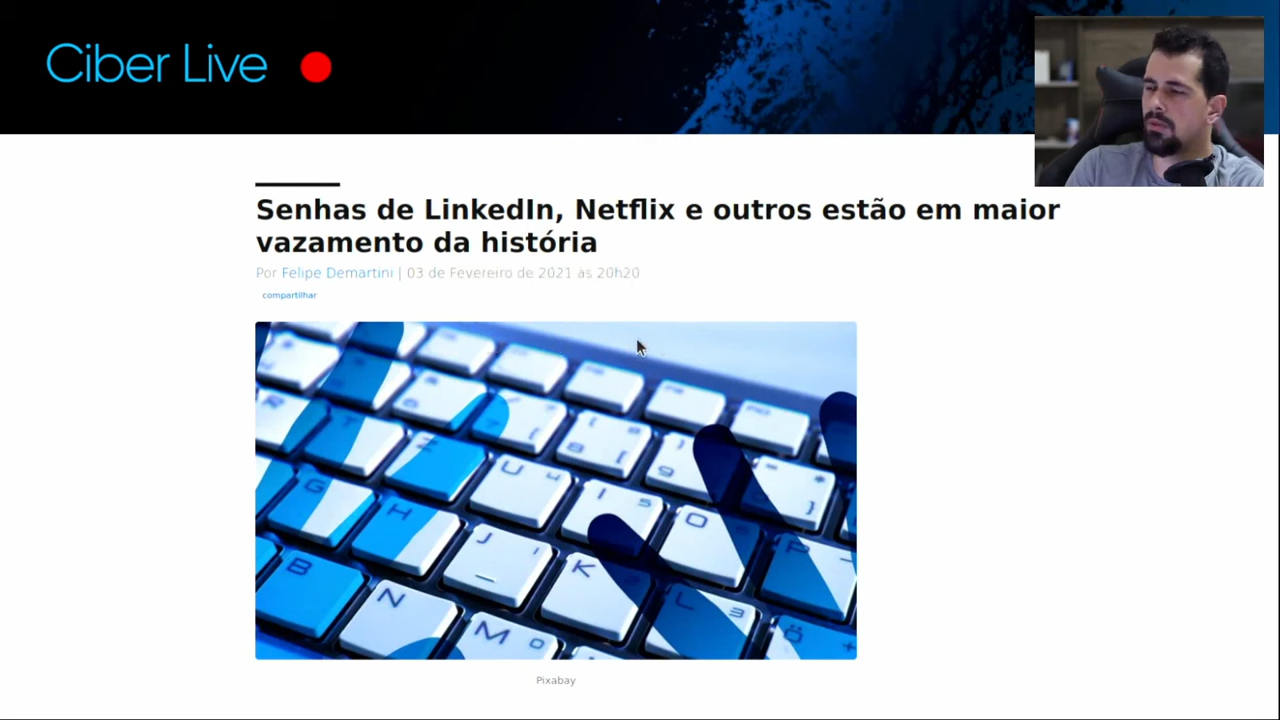 Ciber Live
Senhas de LinkedIn, Netflix e outros estão em maior
vazamento da história
Por Felipe Demartini | 03 de Fevereiro de 2021 às 20h20
compartilhar
R T Z U I O P
G H J K L Ö
B N M
Pixabay